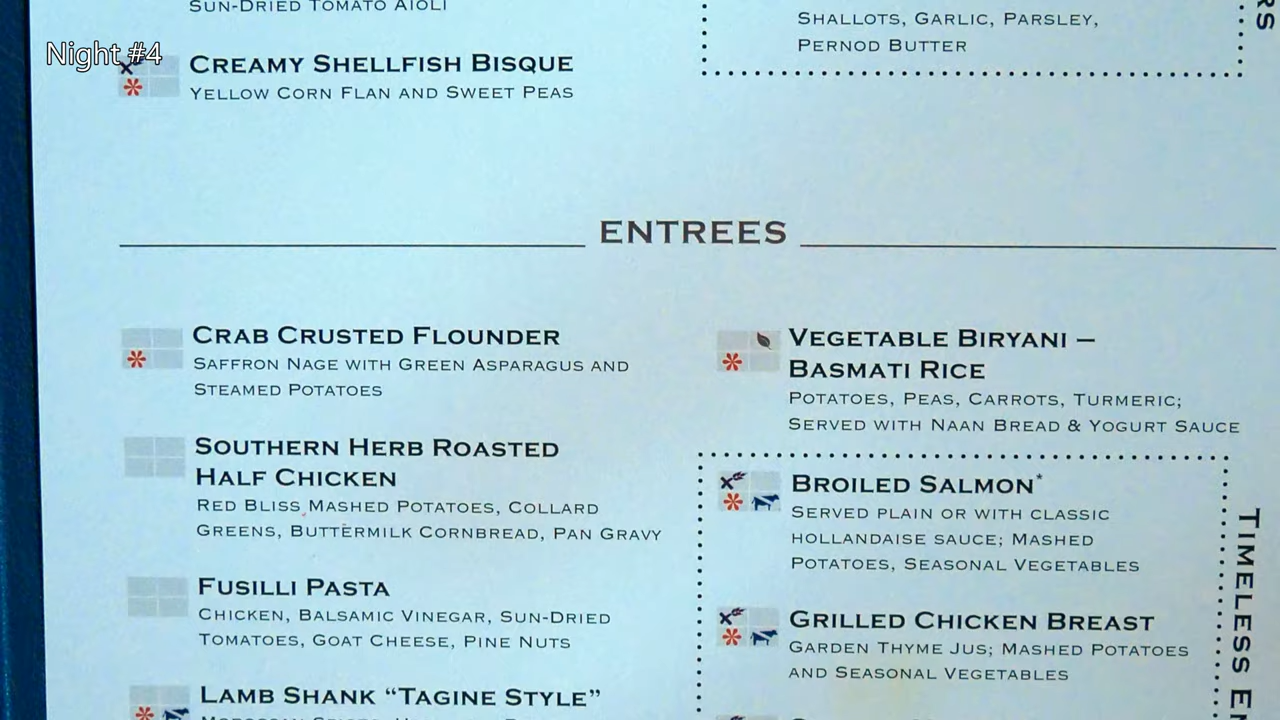 SUN-DRIED TOMATO AIOLI
Night #4
CREAMY SHELLFISH BISQUE
YELLOW CORN FLAN AND SWEET PEAS
SHALLOTS, GARLIC, PARSLEY,
PERNOD BUTTER
RS
ENTREES
CRAB CRUSTED FLOUNDER
SAFFRON NAGE WITH GREEN ASPARAGUS AND
STEAMED POTATOES
SOUTHERN HERB ROASTED
HALF CHICKEN
RED BLISS MASHED POTATOES, COLLARD
GREENS, BUTTERMILK CORNBREAD, PAN GRAVY
FUSILLI PASTA
CHICKEN, BALSAMIC VINEGAR, SUN-DRIED
TOMATOES, GOAT CHEESE, PINE NUTS
LAMB SHANK “TAGINE STYLE”
VEGETABLE BIRYANI –
BASMATI RICE
POTATOES, PEAS, CARROTS, TURMERIC;
SERVED WITH NAAN BREAD & YOGURT SAUCE
BROILED SALMON*
SERVED PLAIN OR WITH CLASSIC
HOLLANDAISE SAUCE; MASHED
POTATOES, SEASONAL VEGETABLES
GRILLED CHICKEN BREAST
GARDEN THYME JUS; MASHED POTATOES
AND SEASONAL VEGETABLES
TIMELESS EN